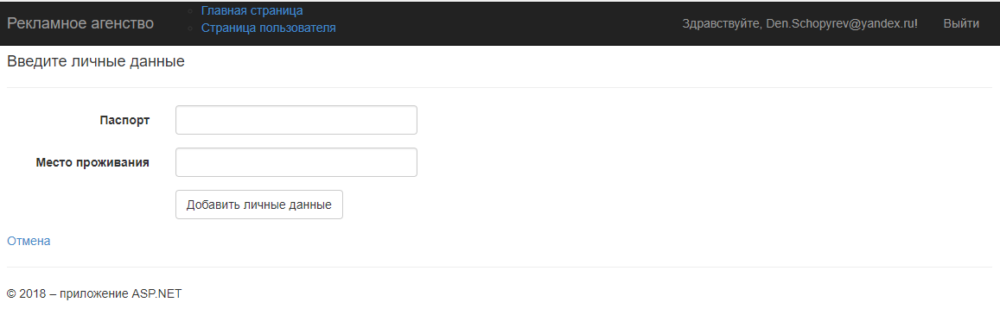 Рекламное агенство
Главная страница
Страница пользователя
Здравствуйте, Den.Schopyrev@yandex.ru!
Выйти
Введите личные данные
Паспорт
Место проживания
Добавить личные данные
Отмена
© 2018 – приложение ASP.NET